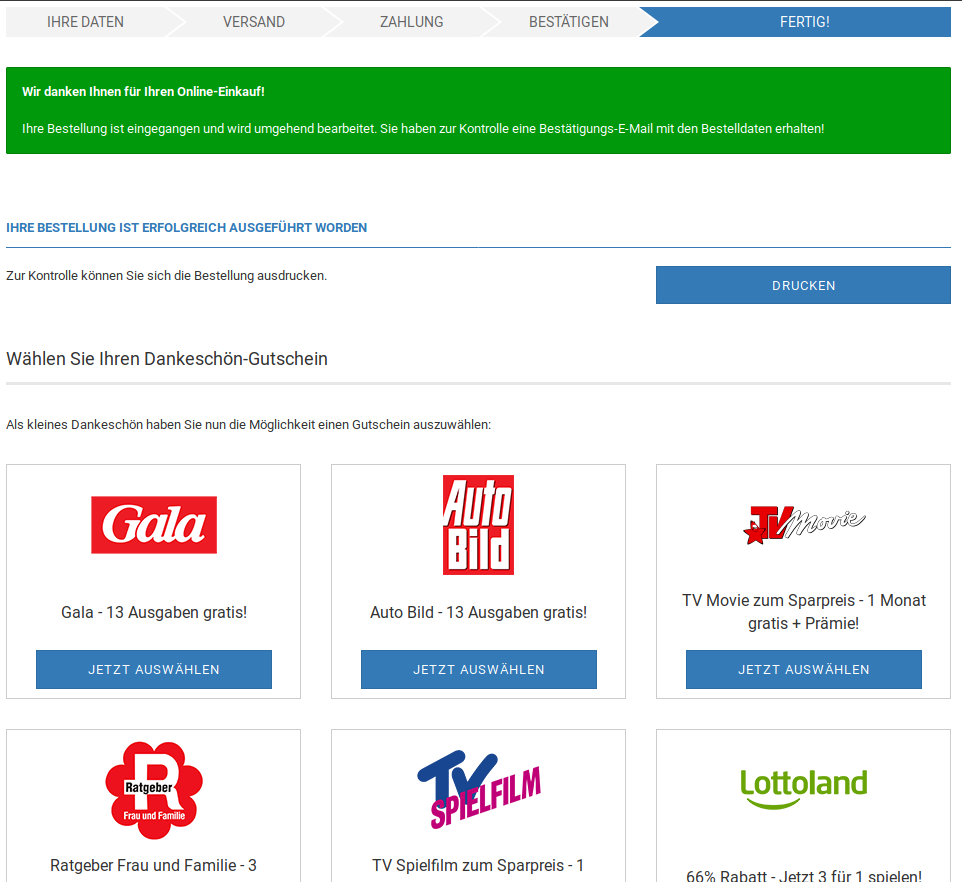 IHRE DATEN
VERSAND
ZAHLUNG
BESTÄTIGEN
FERTIG!
Wir danken Ihnen für Ihren Online-Einkauf!
Ihre Bestellung ist eingegangen und wird umgehend bearbeitet. Sie haben zur Kontrolle eine Bestätigungs-E-Mail mit den Bestelldaten erhalten!
IHRE BESTELLUNG IST ERFOLGREICH AUSGEFÜHRT WORDEN
Zur Kontrolle können Sie sich die Bestellung ausdrucken.
DRUCKEN
Wählen Sie Ihren Dankeschön-Gutschein
Als kleines Dankeschön haben Sie nun die Möglichkeit einen Gutschein auszuwählen:
Gala
Gala - 13 Ausgaben gratis!
JETZT AUSWÄHLEN
Auto
Bild
Auto Bild - 13 Ausgaben gratis!
JETZT AUSWÄHLEN
TV Movie
TV Movie zum Sparpreis - 1 Monat
gratis + Prämie!
JETZT AUSWÄHLEN
R
Ratgeber
Frau und Familie
Ratgeber Frau und Familie - 3
TV
SPIELFILM
TV Spielfilm zum Sparpreis - 1
Lottoland
66% Rabatt - Jetzt 3 für 1 spielen!